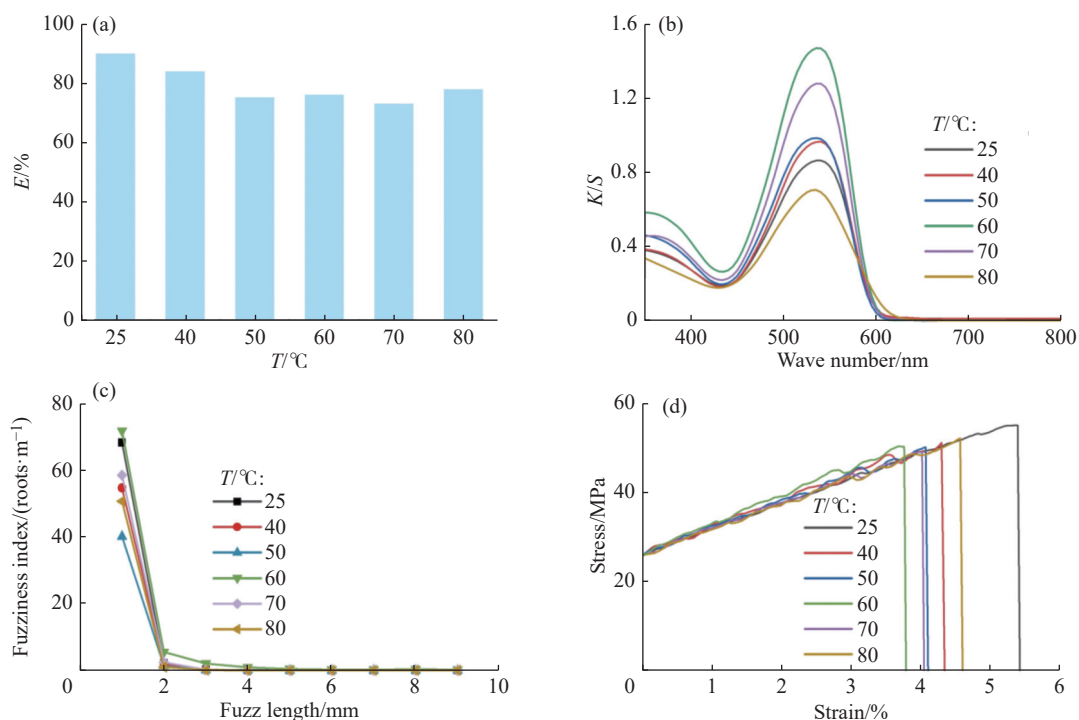 (a)
100
80
60
40
20
0
E/%
25 40 50 60 70 80
T/℃
(b)
1.6
1.2
0.8
0.4
0
K/S
T/℃:
25
40
50
60
70
80
400 500 600 700 800
Wave number/nm
(c)
80
60
40
20
0
Fuzziness index/(roots·m⁻¹)
T/℃:
25
40
50
60
70
80
2 4 6 8 10
Fuzz length/mm
(d)
60
40
20
0
Stress/MPa
T/℃:
25
40
50
60
70
80
1 2 3 4 5 6
Strain/%